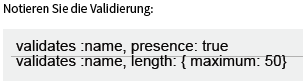 Notieren Sie die Validierung:
validates :name, presence: true
validates :name, length: { maximum: 50}